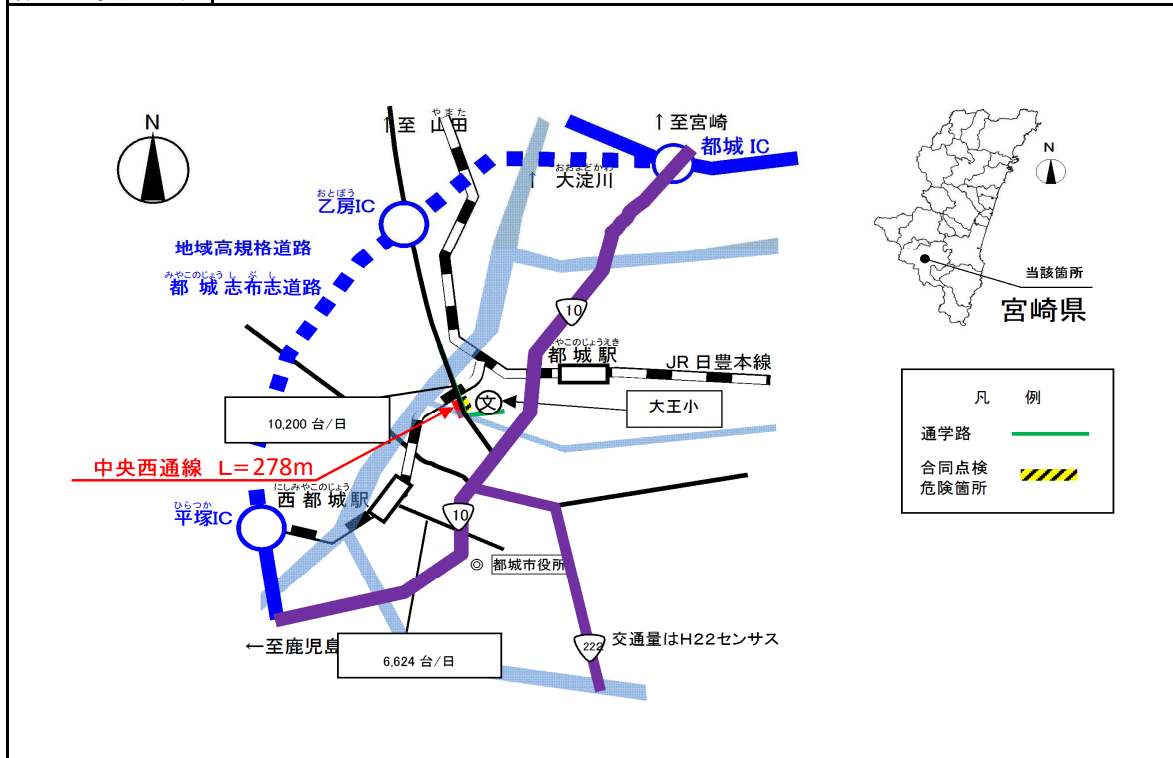 N
↑至 山田
やまた
↑至宮崎
都城 IC
おおよどがわ
↑ 大淀川
おとぼう
乙房IC
地域高規格道路
みやこのじょう し ぶ し
都 城 志布志道路
10
やこのじょうえき
都 城 駅
JR 日豊本線
文
大王小
10,200 台/日
中央西通線 L=278m
にしみやこのじょう
西 都 城 駅
ひらつか
平塚IC
10
◎ 都城市役所
←至鹿児島
6,624 台/日
222
交通量はH22センサス
N
当該箇所
宮崎県
凡 例
通学路
合同点検
危険箇所